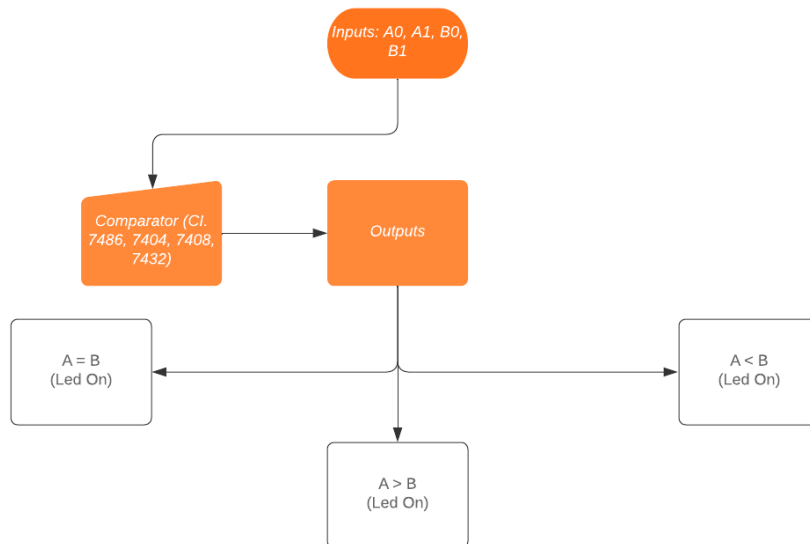 Inputs: A0, A1, B0,
B1
Comparator (CI.
7486, 7404, 7408,
7432)
Outputs
A = B
(Led On)
A < B
(Led On)
A > B
(Led On)